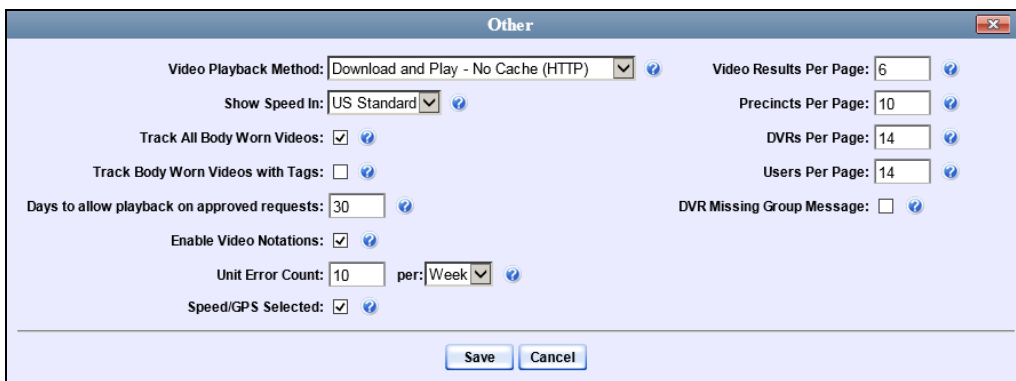 Other
Video Playback Method: Download and Play - No Cache (HTTP)
Show Speed In: US Standard
Track All Body Worn Videos:
Track Body Worn Videos with Tags:
Days to allow playback on approved requests: 30
Enable Video Notations:
Unit Error Count: 10 per: Week
Speed/GPS Selected:
Video Results Per Page: 6
Precincts Per Page: 10
DVRs Per Page: 14
Users Per Page: 14
DVR Missing Group Message:
Save Cancel